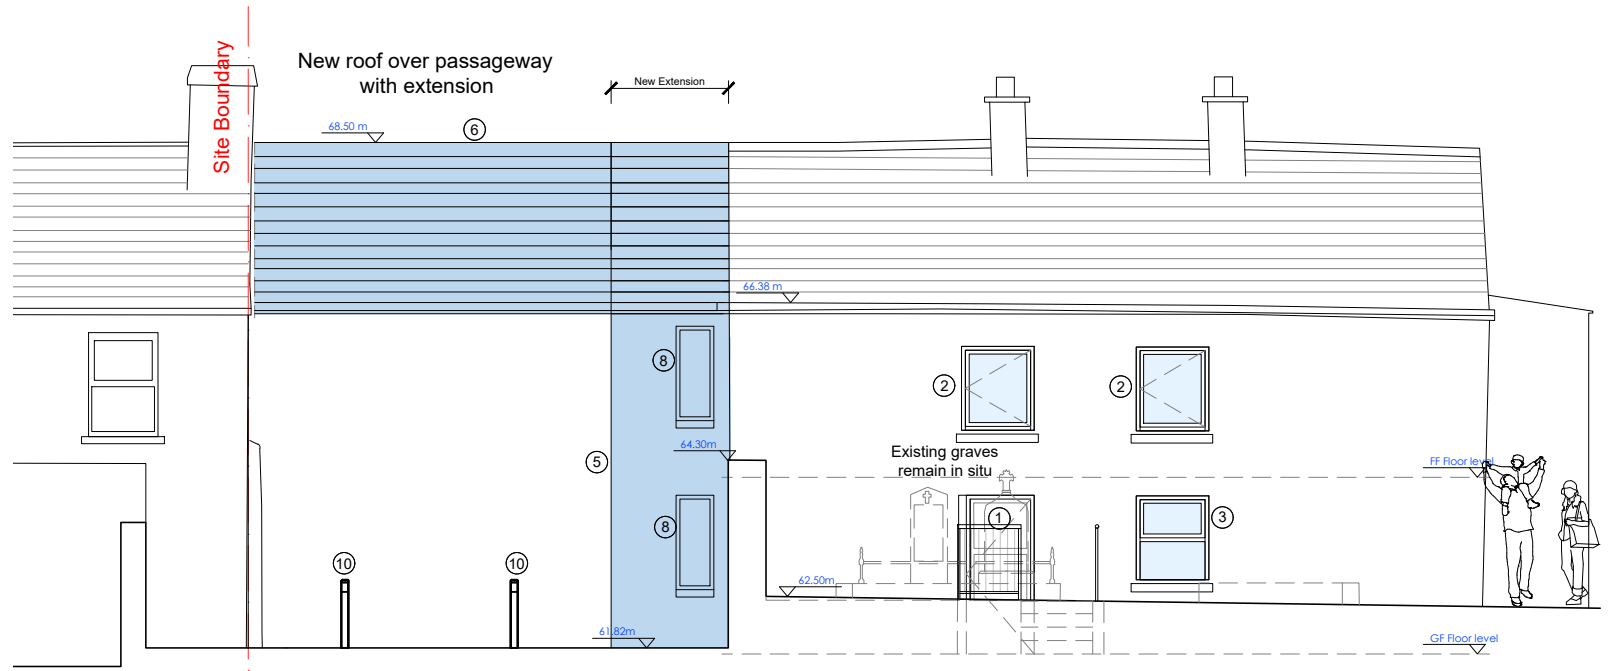 Site Boundary
New roof over passageway
with extension
New Extension
68.50 m
6
66.38 m
8
2
2
64.30m
5
Existing graves
remain in situ
FF Floor level
8
1
3
10
10
62.50m
61.82m
GF Floor level